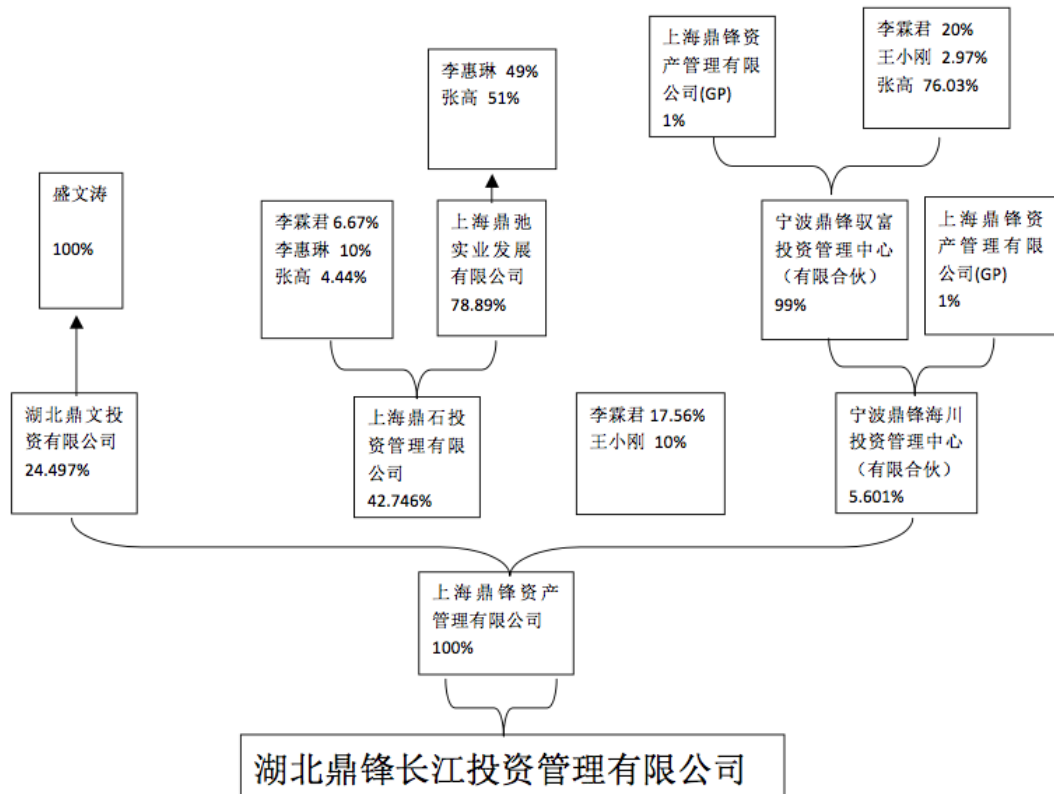 上海鼎锋资
产管理有限
公司(GP)
1%
李霖君 20%
王小刚 2.97%
张高 76.03%
李惠琳 49%
张高 51%
盛文涛
100%
李霖君 6.67%
李惠琳 10%
张高 4.44%
上海鼎弛
实业发展
有限公司
78.89%
宁波鼎锋驭富
投资管理中心
（有限合伙）
99%
上海鼎锋资
产管理有限
公司(GP)
1%
湖北鼎文投
资有限公司
24.497%
上海鼎石投
资管理有限
公司
42.746%
李霖君 17.56%
王小刚 10%
宁波鼎锋海川
投资管理中心
（有限合伙）
5.601%
上海鼎锋资产
管理有限公司
100%
湖北鼎锋长江投资管理有限公司